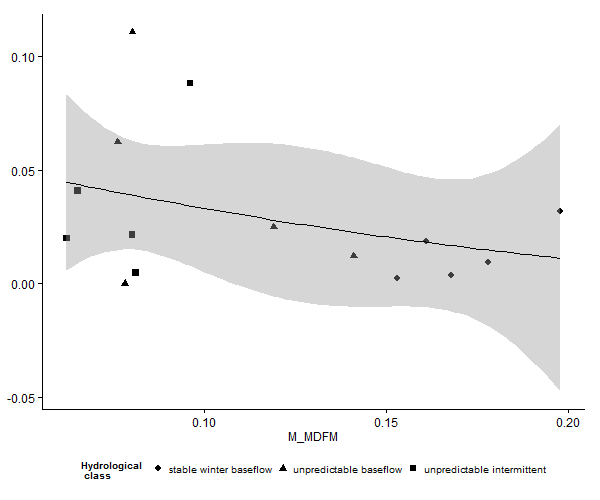 0.10
0.05
0.00
-0.05
0.10 0.15 0.20
M_MDFM
Hydrological
class
stable winter baseflow unpredictable baseflow unpredictable intermittent